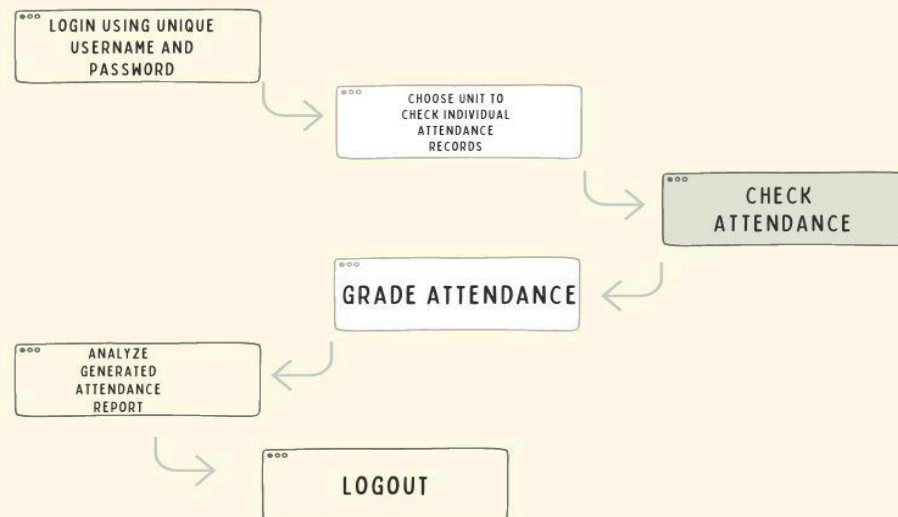 LOGIN USING UNIQUE
USERNAME AND
PASSWORD
CHOOSE UNIT TO
CHECK INDIVIDUAL
ATTENDANCE
RECORDS
CHECK
ATTENDANCE
GRADE ATTENDANCE
ANALYZE
GENERATED
ATTENDANCE
REPORT
LOGOUT